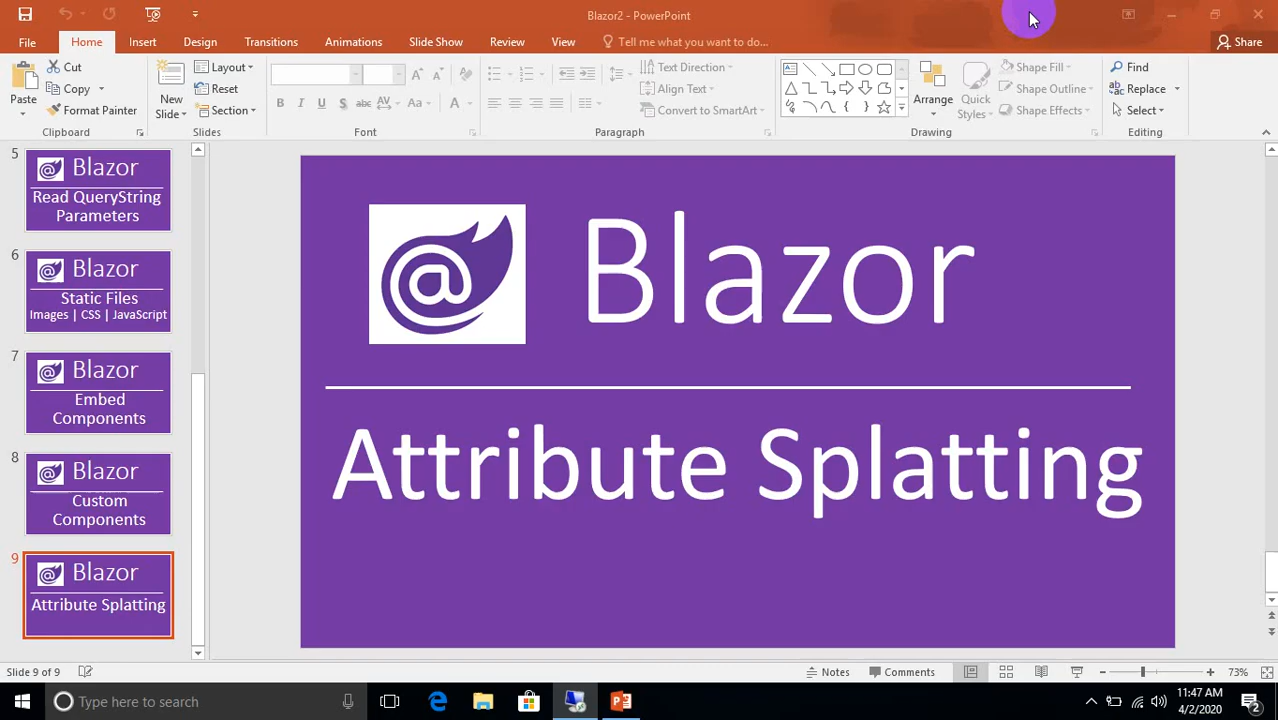 Blazor2 - PowerPoint
File Home Insert Design Transitions Animations Slide Show Review View Tell me what you want to do... Share
Paste
Cut
Copy
Format Painter
Clipboard
New
Slide
Layout
Reset
Section
Slides
B I U S abc AV Aa A
Font
Text Direction
Align Text
Convert to SmartArt
Paragraph
Arrange
Quick
Styles
Shape Fill
Shape Outline
Shape Effects
Drawing
Find
Replace
Select
Editing
5
@ Blazor
Read QueryString
Parameters
6
@ Blazor
Static Files
Images | CSS | JavaScript
7
@ Blazor
Embed
Components
8
@ Blazor
Custom
Components
9
@ Blazor
Attribute Splatting
@ Blazor
Attribute Splatting
Slide 9 of 9
Notes
Comments
73%
Type here to search
11:47 AM
4/2/2020
2